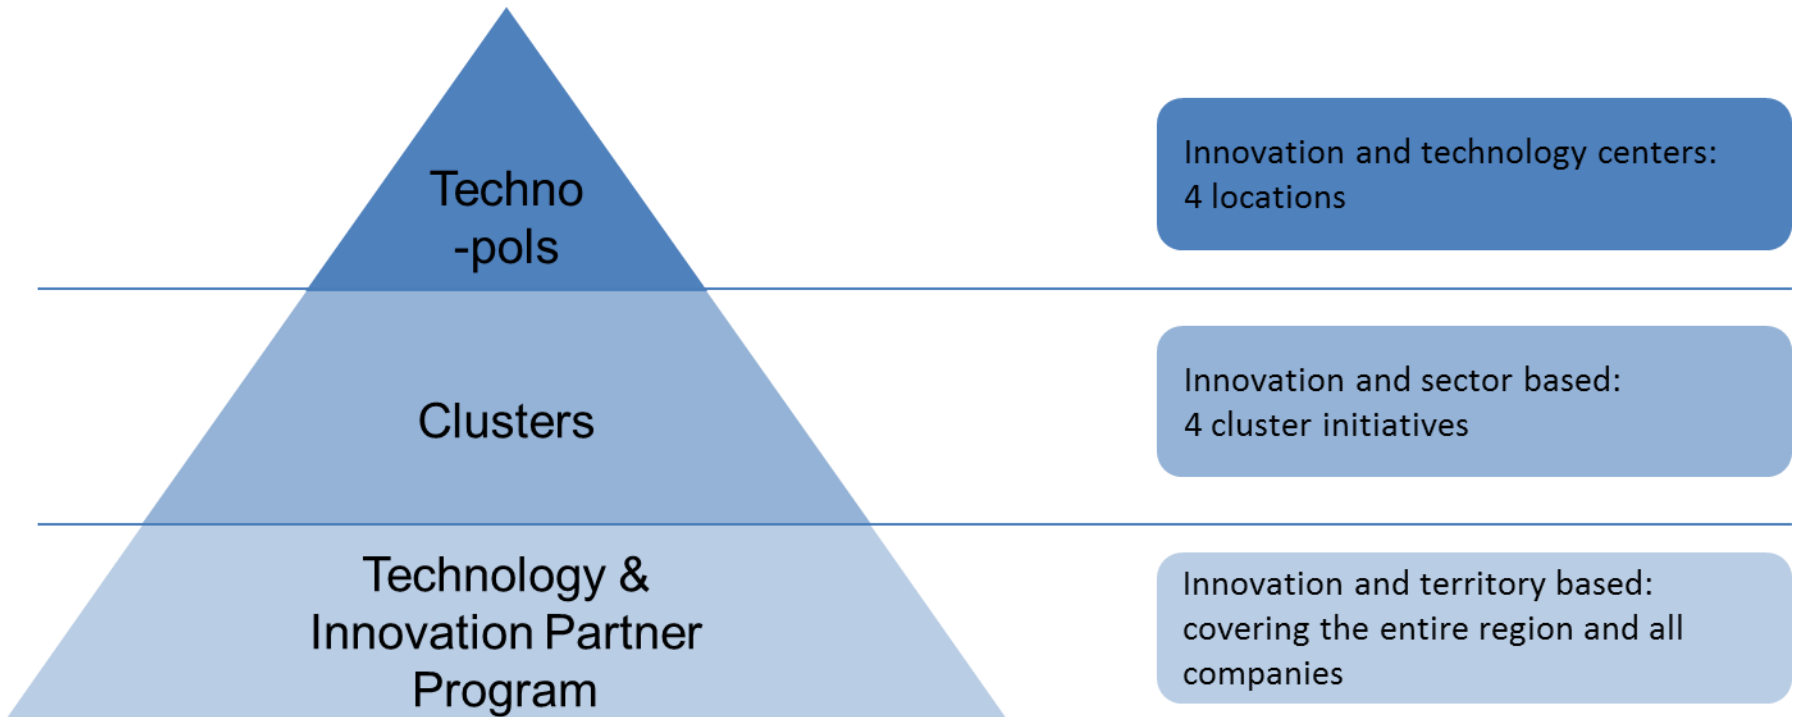 Techno
-pols
Innovation and technology centers:
4 locations
Clusters
Innovation and sector based:
4 cluster initiatives
Technology &
Innovation Partner
Program
Innovation and territory based:
covering the entire region and all
companies